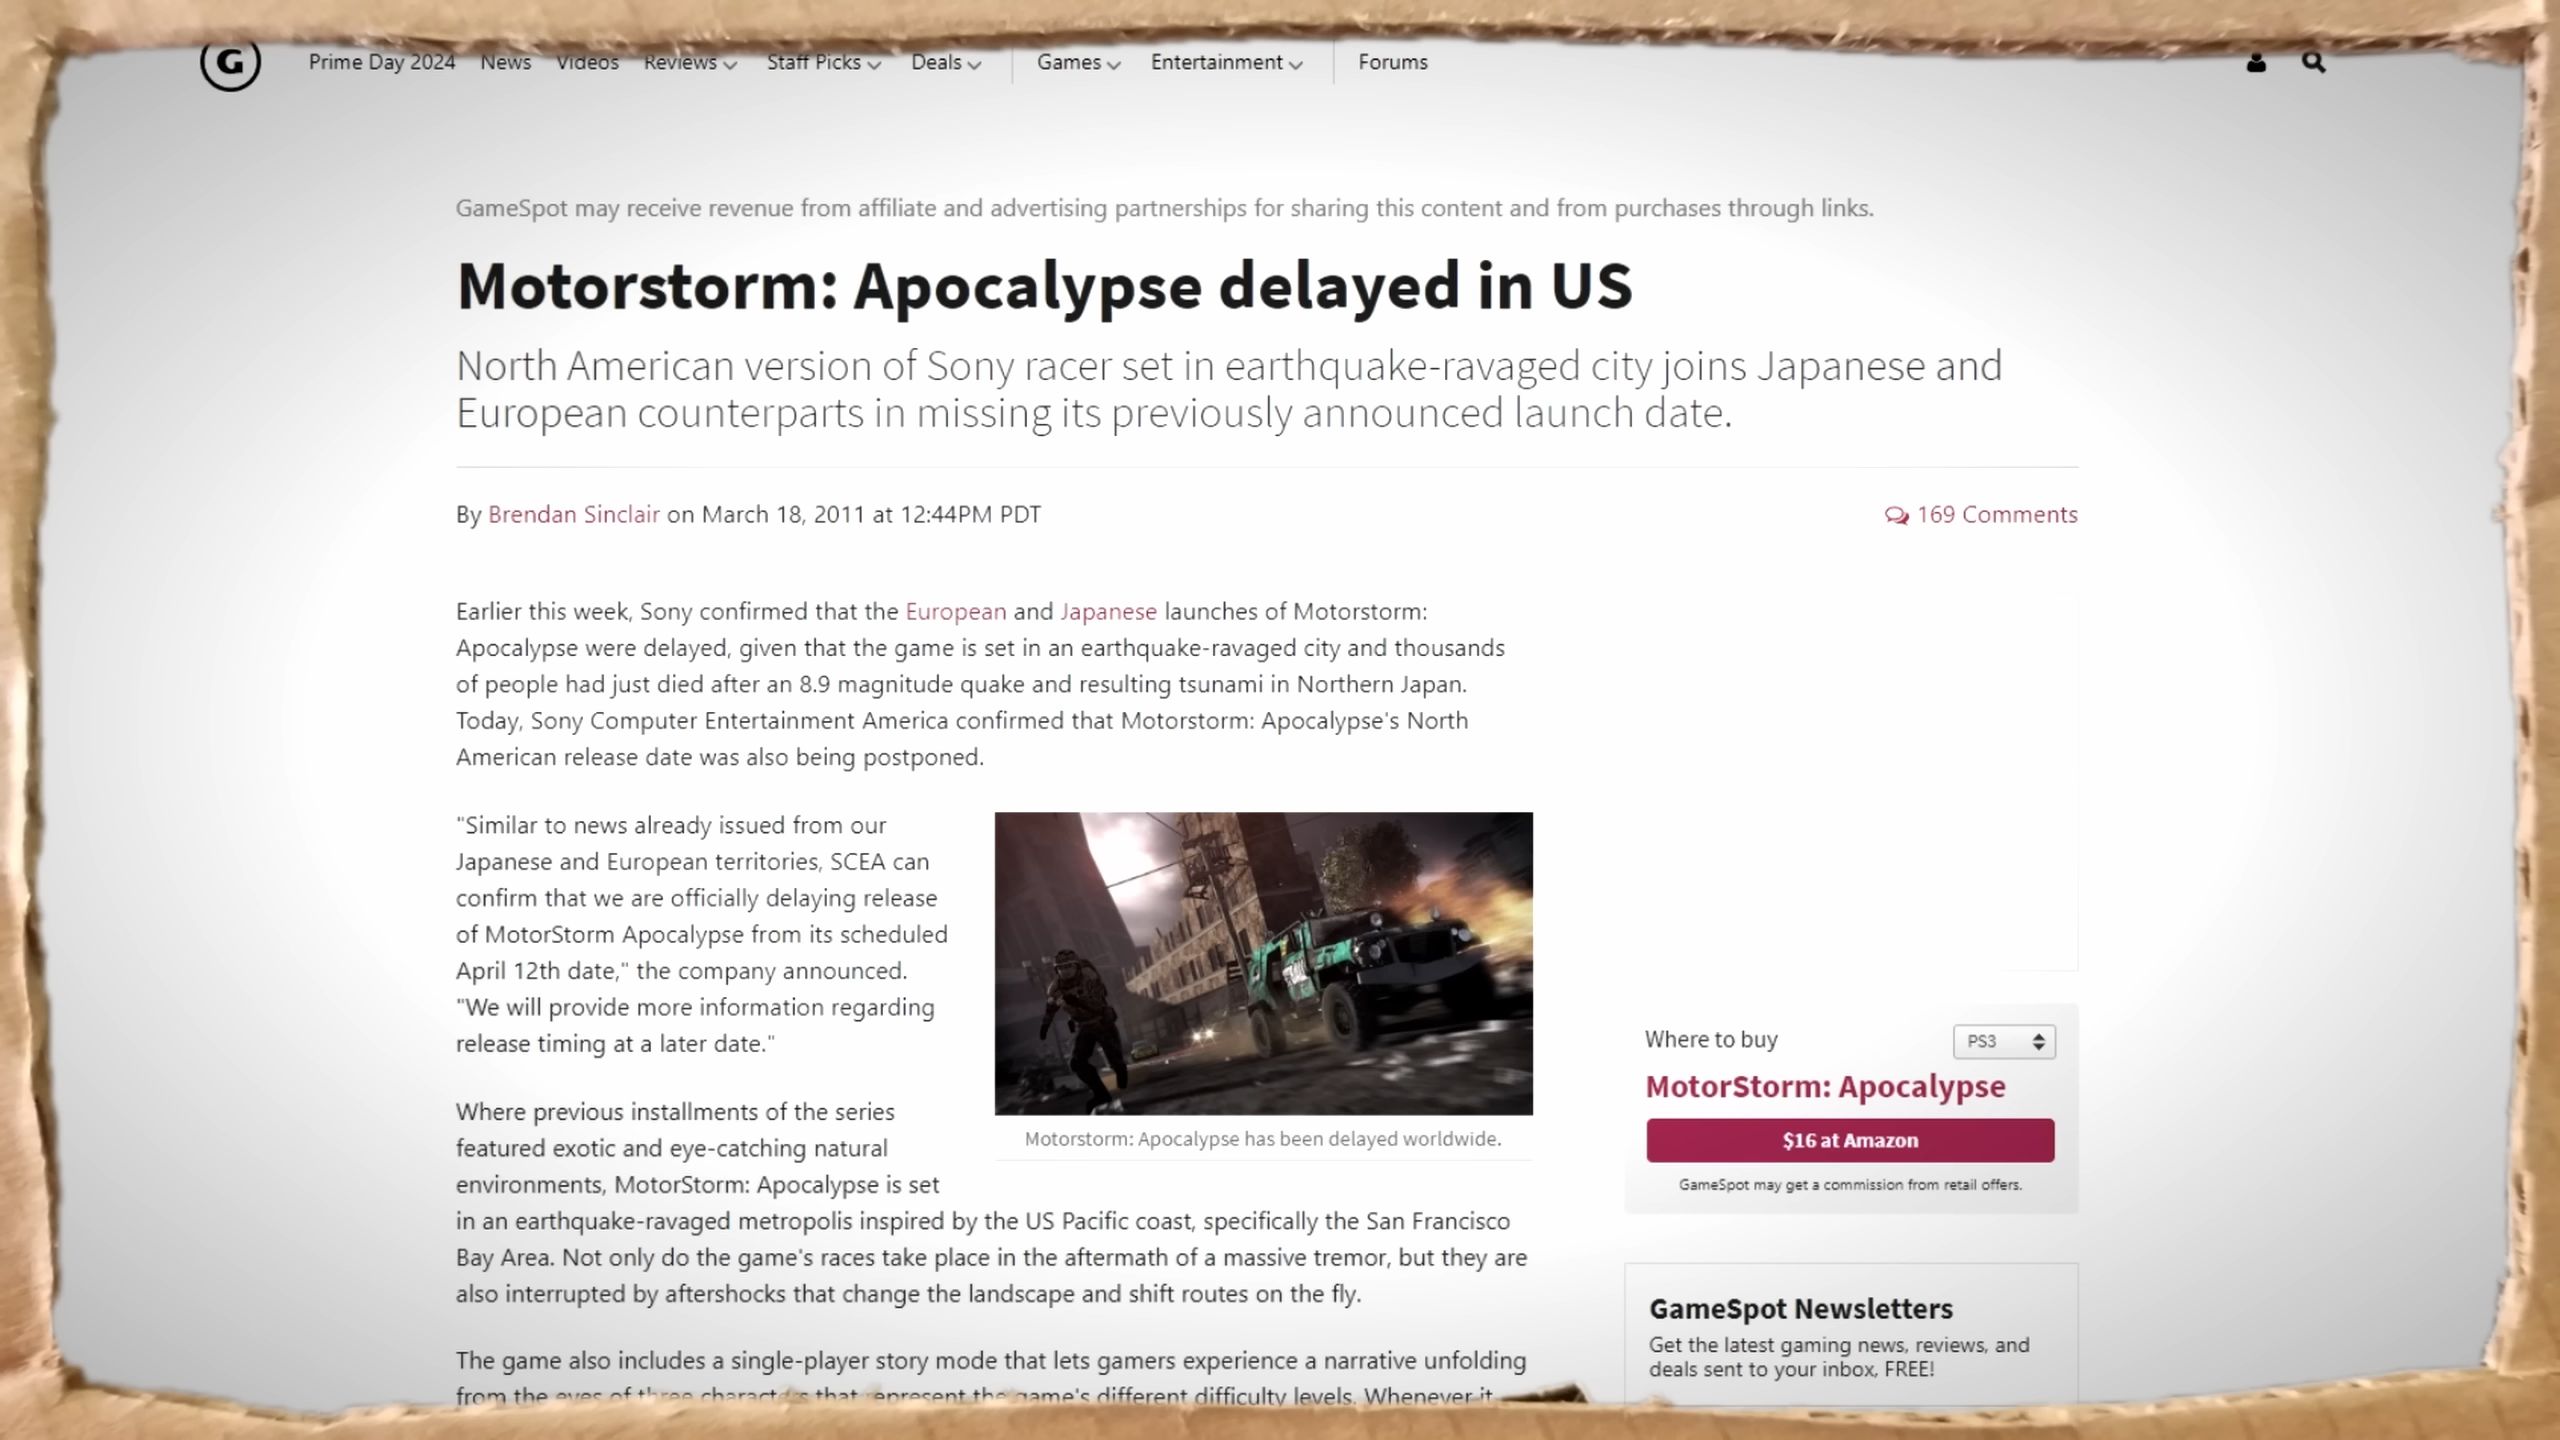 G
Prime Day 2024 News Videos Reviews Staff Picks Deals Games Entertainment Forums
GameSpot may receive revenue from affiliate and advertising partnerships for sharing this content and from purchases through links.
Motorstorm: Apocalypse delayed in US
North American version of Sony racer set in earthquake-ravaged city joins Japanese and
European counterparts in missing its previously announced launch date.
By Brendan Sinclair on March 18, 2011 at 12:44PM PDT
169 Comments
Earlier this week, Sony confirmed that the European and Japanese launches of Motorstorm:
Apocalypse were delayed, given that the game is set in an earthquake-ravaged city and thousands
of people had just died after an 8.9 magnitude quake and resulting tsunami in Northern Japan.
Today, Sony Computer Entertainment America confirmed that Motorstorm: Apocalypse's North
American release date was also being postponed.
"Similar to news already issued from our
Japanese and European territories, SCEA can
confirm that we are officially delaying release
of MotorStorm Apocalypse from its scheduled
April 12th date," the company announced.
"We will provide more information regarding
release timing at a later date."
Motorstorm: Apocalypse has been delayed worldwide.
Where previous installments of the series
featured exotic and eye-catching natural
environments, MotorStorm: Apocalypse is set
in an earthquake-ravaged metropolis inspired by the US Pacific coast, specifically the San Francisco
Bay Area. Not only do the game's races take place in the aftermath of a massive tremor, but they are
also interrupted by aftershocks that change the landscape and shift routes on the fly.
The game also includes a single-player story mode that lets gamers experience a narrative unfolding
from the eyes of three characters that represent the game's different difficulty levels. Whenever it
Where to buy
PS3
MotorStorm: Apocalypse
$16 at Amazon
GameSpot may get a commission from retail offers.
GameSpot Newsletters
Get the latest gaming news, reviews, and
deals sent to your inbox, FREE!